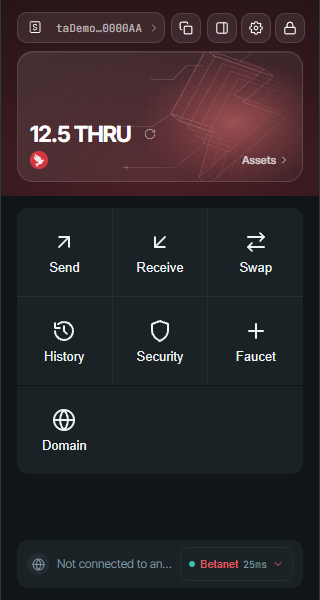 S taDemo…0000AA
12.5 THRU
Assets
Send
Receive
Swap
History
Security
Faucet
Domain
Not connected to an...
Betanet 25ms